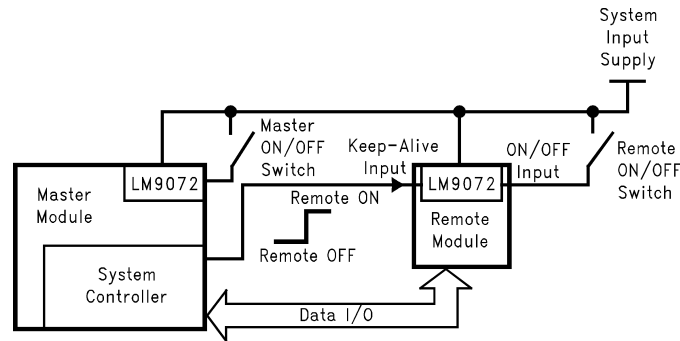 System
Input
Supply
Master
ON/OFF
Switch
Keep-Alive
Input
ON/OFF
Input
Remote
ON/OFF
Switch
LM9072
LM9072
Master
Module
Remote ON
Remote OFF
Remote
Module
System
Controller
Data I/O